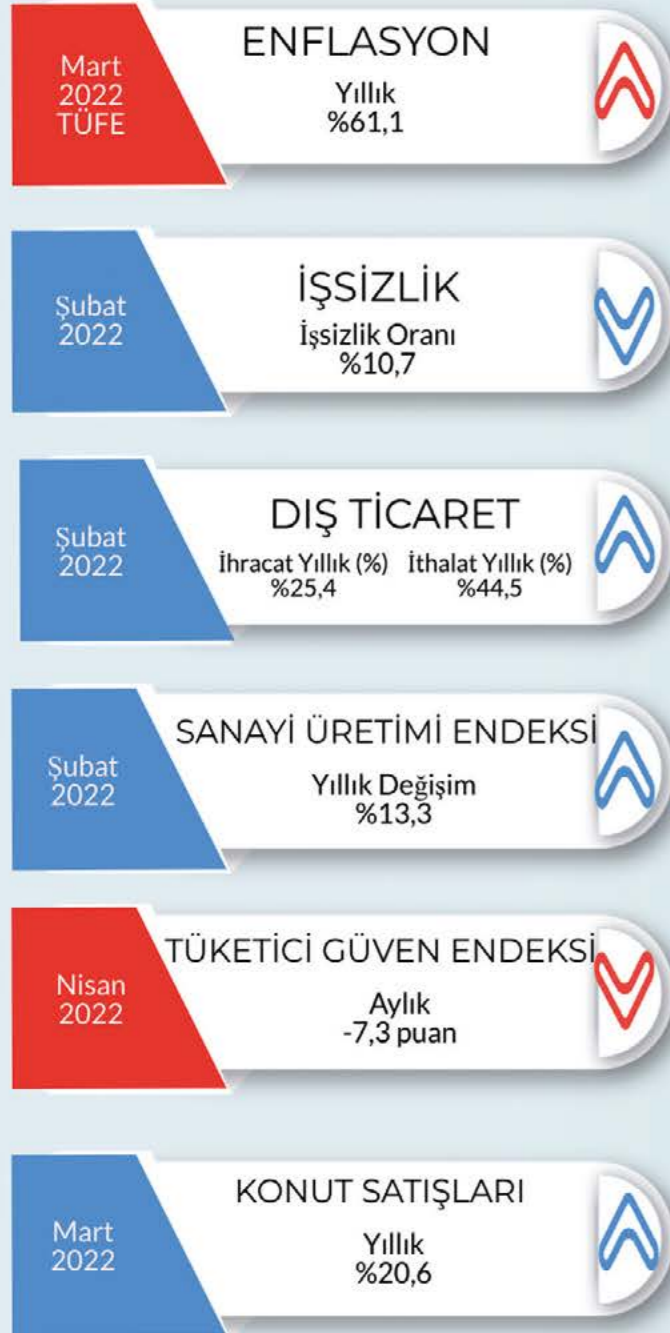 Mart
2022
TÜFE
ENFLASYON
Yıllık
%61,1
Şubat
2022
İŞSİZLİK
İşsizlik Oranı
%10,7
Şubat
2022
DIŞ TİCARET
İhracat Yıllık (%) İthalat Yıllık (%)
%25,4 %44,5
Şubat
2022
SANAYİ ÜRETİMİ ENDEKSİ
Yıllık Değişim
%13,3
Nisan
2022
TÜKETİCİ GÜVEN ENDEKSİ
Aylık
-7,3 puan
Mart
2022
KONUT SATIŞLARI
Yıllık
%20,6